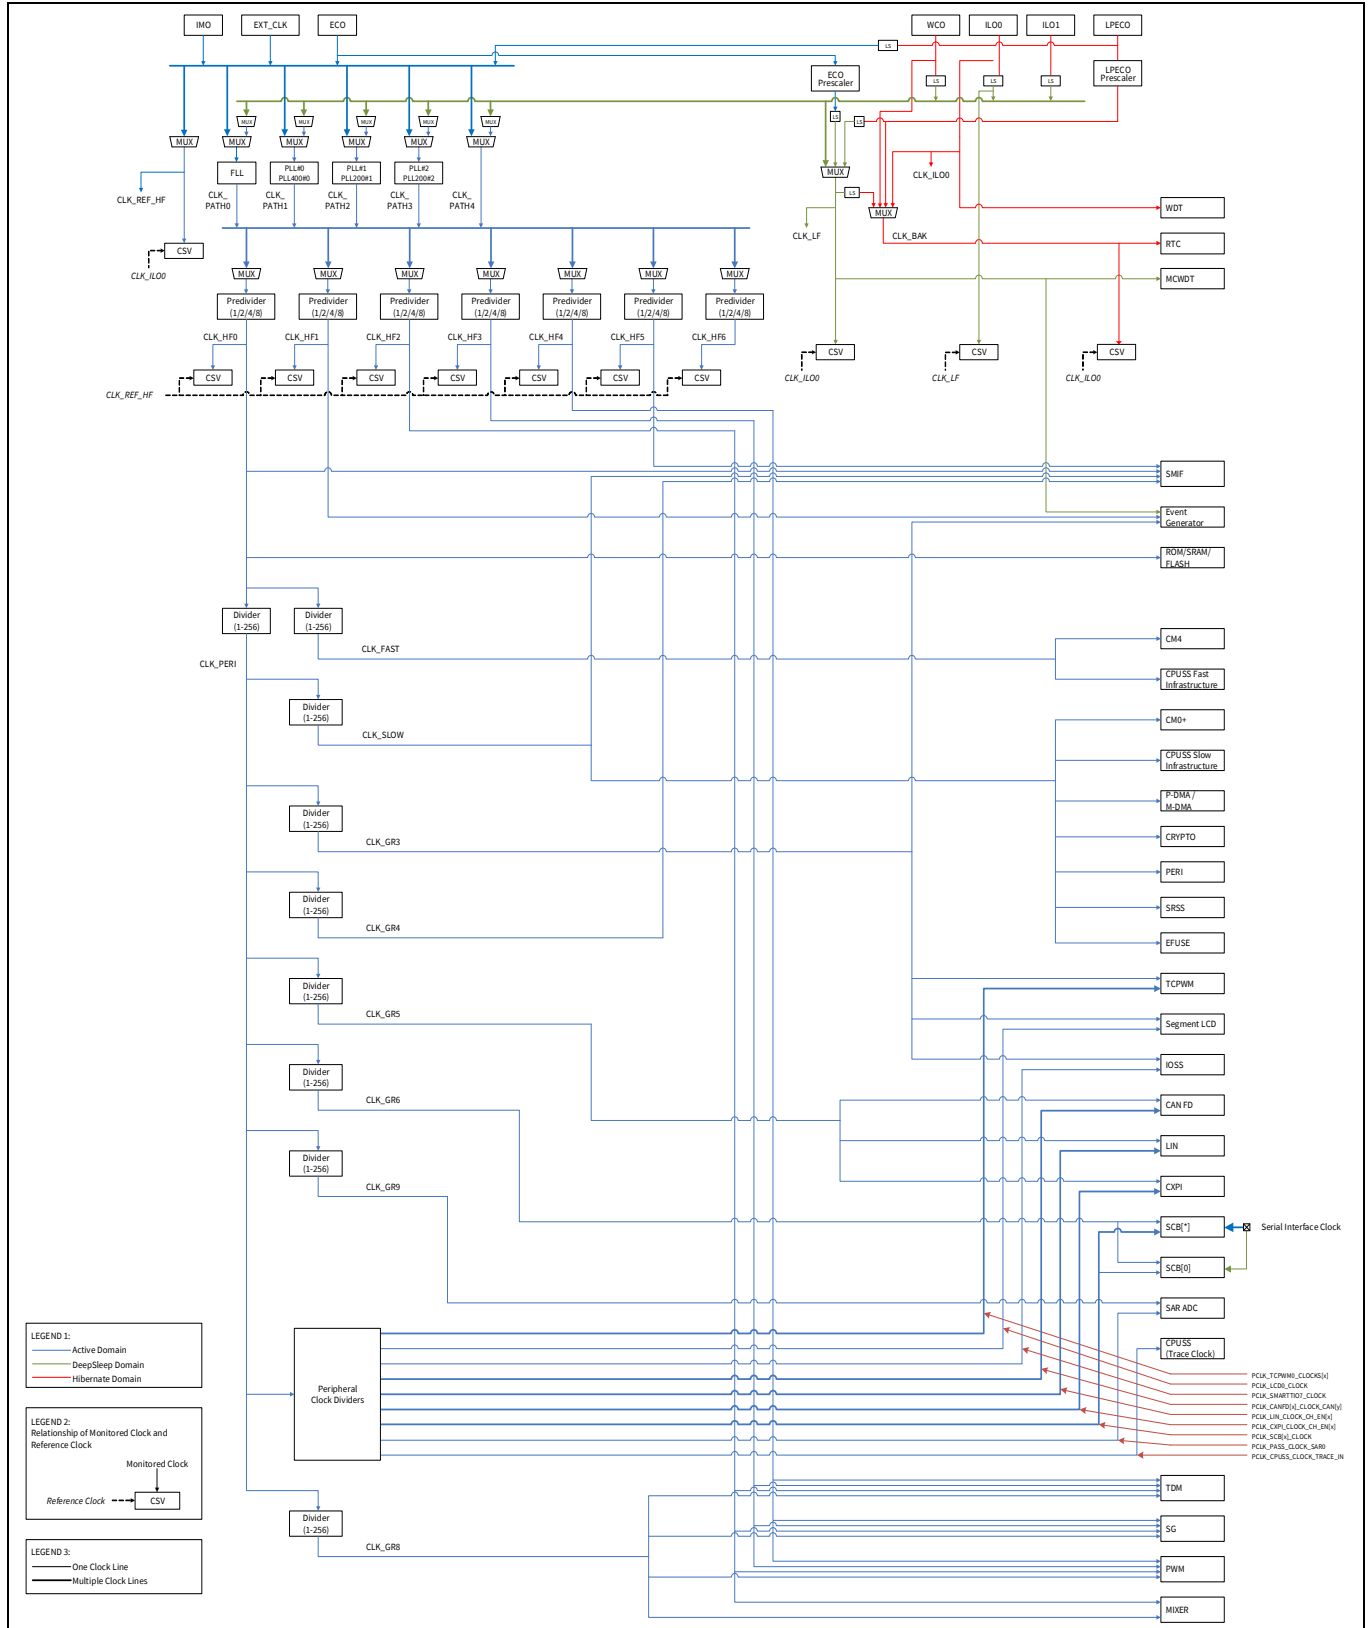 IMO
EXT_CLK
ECO
WCO
ILO0
ILO1
LPECO
LS
ECO
Prescaler
LPECO
Prescaler
LS
LS
LS
MUX
MUX
MUX
MUX
MUX
LS
LS
MUX
MUX
MUX
MUX
MUX
MUX
FLL
PLL#0
PLL400#0
PLL#1
PLL200#1
PLL#2
PLL200#2
MUX
CLK_ILO0
CLK_REF_HF
CLK_
PATH0
CLK_
PATH1
CLK_
PATH2
CLK_
PATH3
CLK_
PATH4
LS
MUX
WDT
CLK_LF
CLK_BAK
RTC
CSV
CLK_ILO0
MUX
MUX
MUX
MUX
MUX
MUX
MUX
MCWDT
Predivider
(1/2/4/8)
Predivider
(1/2/4/8)
Predivider
(1/2/4/8)
Predivider
(1/2/4/8)
Predivider
(1/2/4/8)
Predivider
(1/2/4/8)
Predivider
(1/2/4/8)
CLK_HF0
CLK_HF1
CLK_HF2
CLK_HF3
CLK_HF4
CLK_HF5
CLK_HF6
CSV
CSV
CSV
CLK_ILO0
CLK_LF
CLK_ILO0
CSV
CSV
CSV
CSV
CSV
CSV
CSV
CLK_REF_HF
SMIF
Event
Generator
ROM/SRAM/
FLASH
Divider
(1-256)
Divider
(1-256)
CLK_FAST
CLK_PERI
CM4
CPUSS Fast
Infrastructure
Divider
(1-256)
CLK_SLOW
CM0+
CPUSS Slow
Infrastructure
P-DMA /
M-DMA
Divider
(1-256)
CLK_GR3
CRYPTO
PERI
Divider
(1-256)
CLK_GR4
SRSS
EFUSE
Divider
(1-256)
CLK_GR5
TCPWM
Segment LCD
Divider
(1-256)
CLK_GR6
IOSS
CAN FD
Divider
(1-256)
CLK_GR9
LIN
CXPI
SCB[*]
Serial Interface Clock
SCB[0]
SAR ADC
CPUSS
(Trace Clock)
Peripheral
Clock Dividers
PCLK_TCPWM0_CLOCKS[x]
PCLK_LCD0_CLOCK
PCLK_SMARTIO7_CLOCK
PCLK_CANFD[x]_CLOCK_CAN[y]
PCLK_LIN_CLOCK_CH_EN[x]
PCLK_CXPI_CLOCK_CH_EN[x]
PCLK_SCB[x]_CLOCK
PCLK_PASS_CLOCK_SAR0
PCLK_CPUSS_CLOCK_TRACE_IN
LEGEND 1:
Active Domain
DeepSleep Domain
Hibernate Domain
LEGEND 2:
Relationship of Monitored Clock and
Reference Clock
Monitored Clock
Reference Clock
CSV
LEGEND 3:
One Clock Line
Multiple Clock Lines
Divider
(1-256)
CLK_GR8
TDM
SG
PWM
MIXER